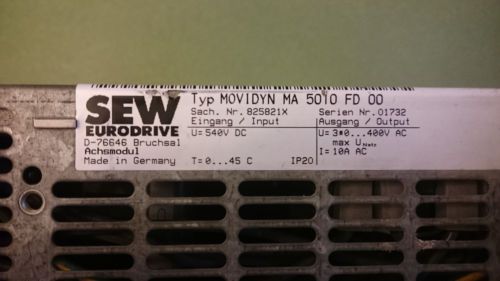 SEW
EURODRIVE
D-76646 Bruchsal
Achsmodul
Made in Germany
Typ MOVIDYN MA 5010 FD 00
Sach. Nr. 825821X
Serien Nr. 01732
Eingang / Input
Ausgang / Output
U= 540V DC
U= 3*0...400V AC
max U Netz
I= 10A AC
T= 0...45 C
IP20